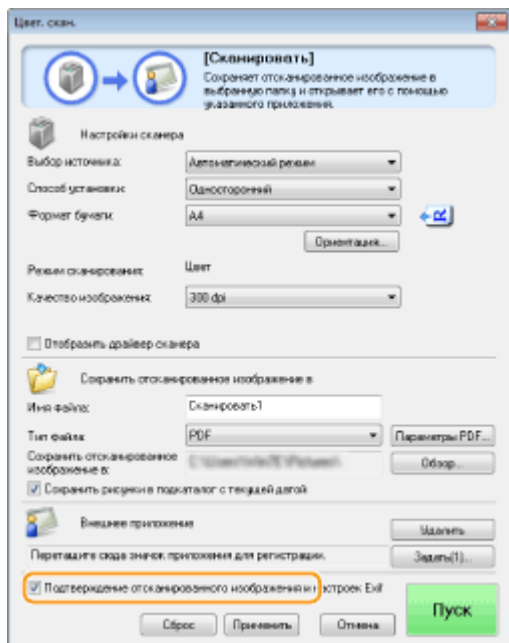 Цвет. скан.
[Сканировать]
Сохраняет отсканированное изображение в
выбранную папку и открывает его с помощью
указанного приложения.
Настройки сканера
Выбор источника: Автоматический режим
Способ установки: Односторонний
Формат бумаги: A4
Ориентация...
Режим сканирования: Цвет
Качество изображения: 300 dpi
Отобразить драйвер сканера
Сохранить отсканированное изображение в
Имя файла: Сканировать1
Тип файла: PDF Параметры PDF...
Сохранить отсканированное
изображение в: Обзор...
Сохранить рисунки в подкаталог с текущей датой
Внешнее приложение
Удалить
Перетащите сюда значок приложения для регистрации. Задать(1)...
Подтверждение отсканированного изображения и настроек Exif
Сброс Применить Отмена Пуск